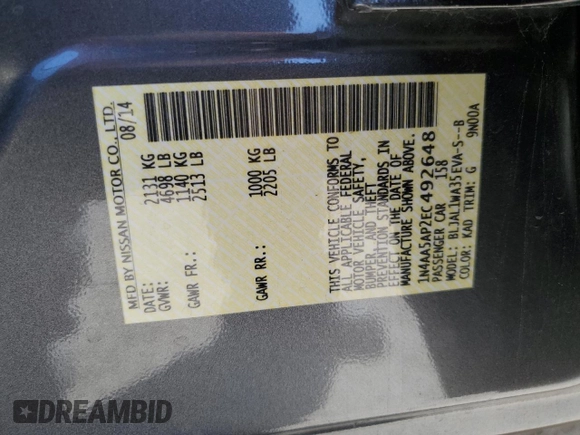 MFD BY NISSAN MOTOR CO., LTD.
DATE: 08/14
GVWR: 2131 KG
4698 LB
GAWR FR.: 1140 KG
2513 LB
GAWR RR.: 1000 KG
2205 LB
THIS VEHICLE CONFORMS TO
ALL APPLICABLE FEDERAL
MOTOR VEHICLE SAFETY,
BUMPER, AND THEFT
PREVENTION STANDARDS IN
EFFECT ON THE DATE OF
MANUFACTURE SHOWN ABOVE.
1N4AA5AP2EC492648
PASSENGER CAR 158
MODEL: BLJALIWA35EVA-S--B
COLOR: KAD TRIM: G 9N00A
DREAMBID